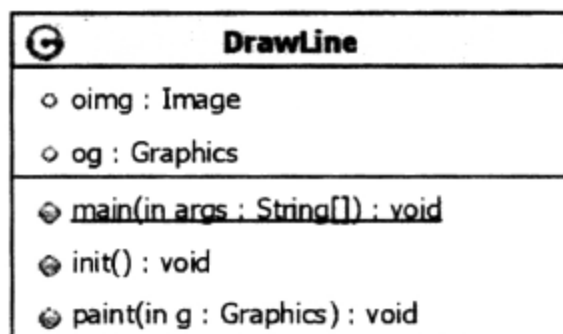 G DrawLine
oimg : Image
og : Graphics
main(in args : String[]) : void
init() : void
paint(in g : Graphics) : void